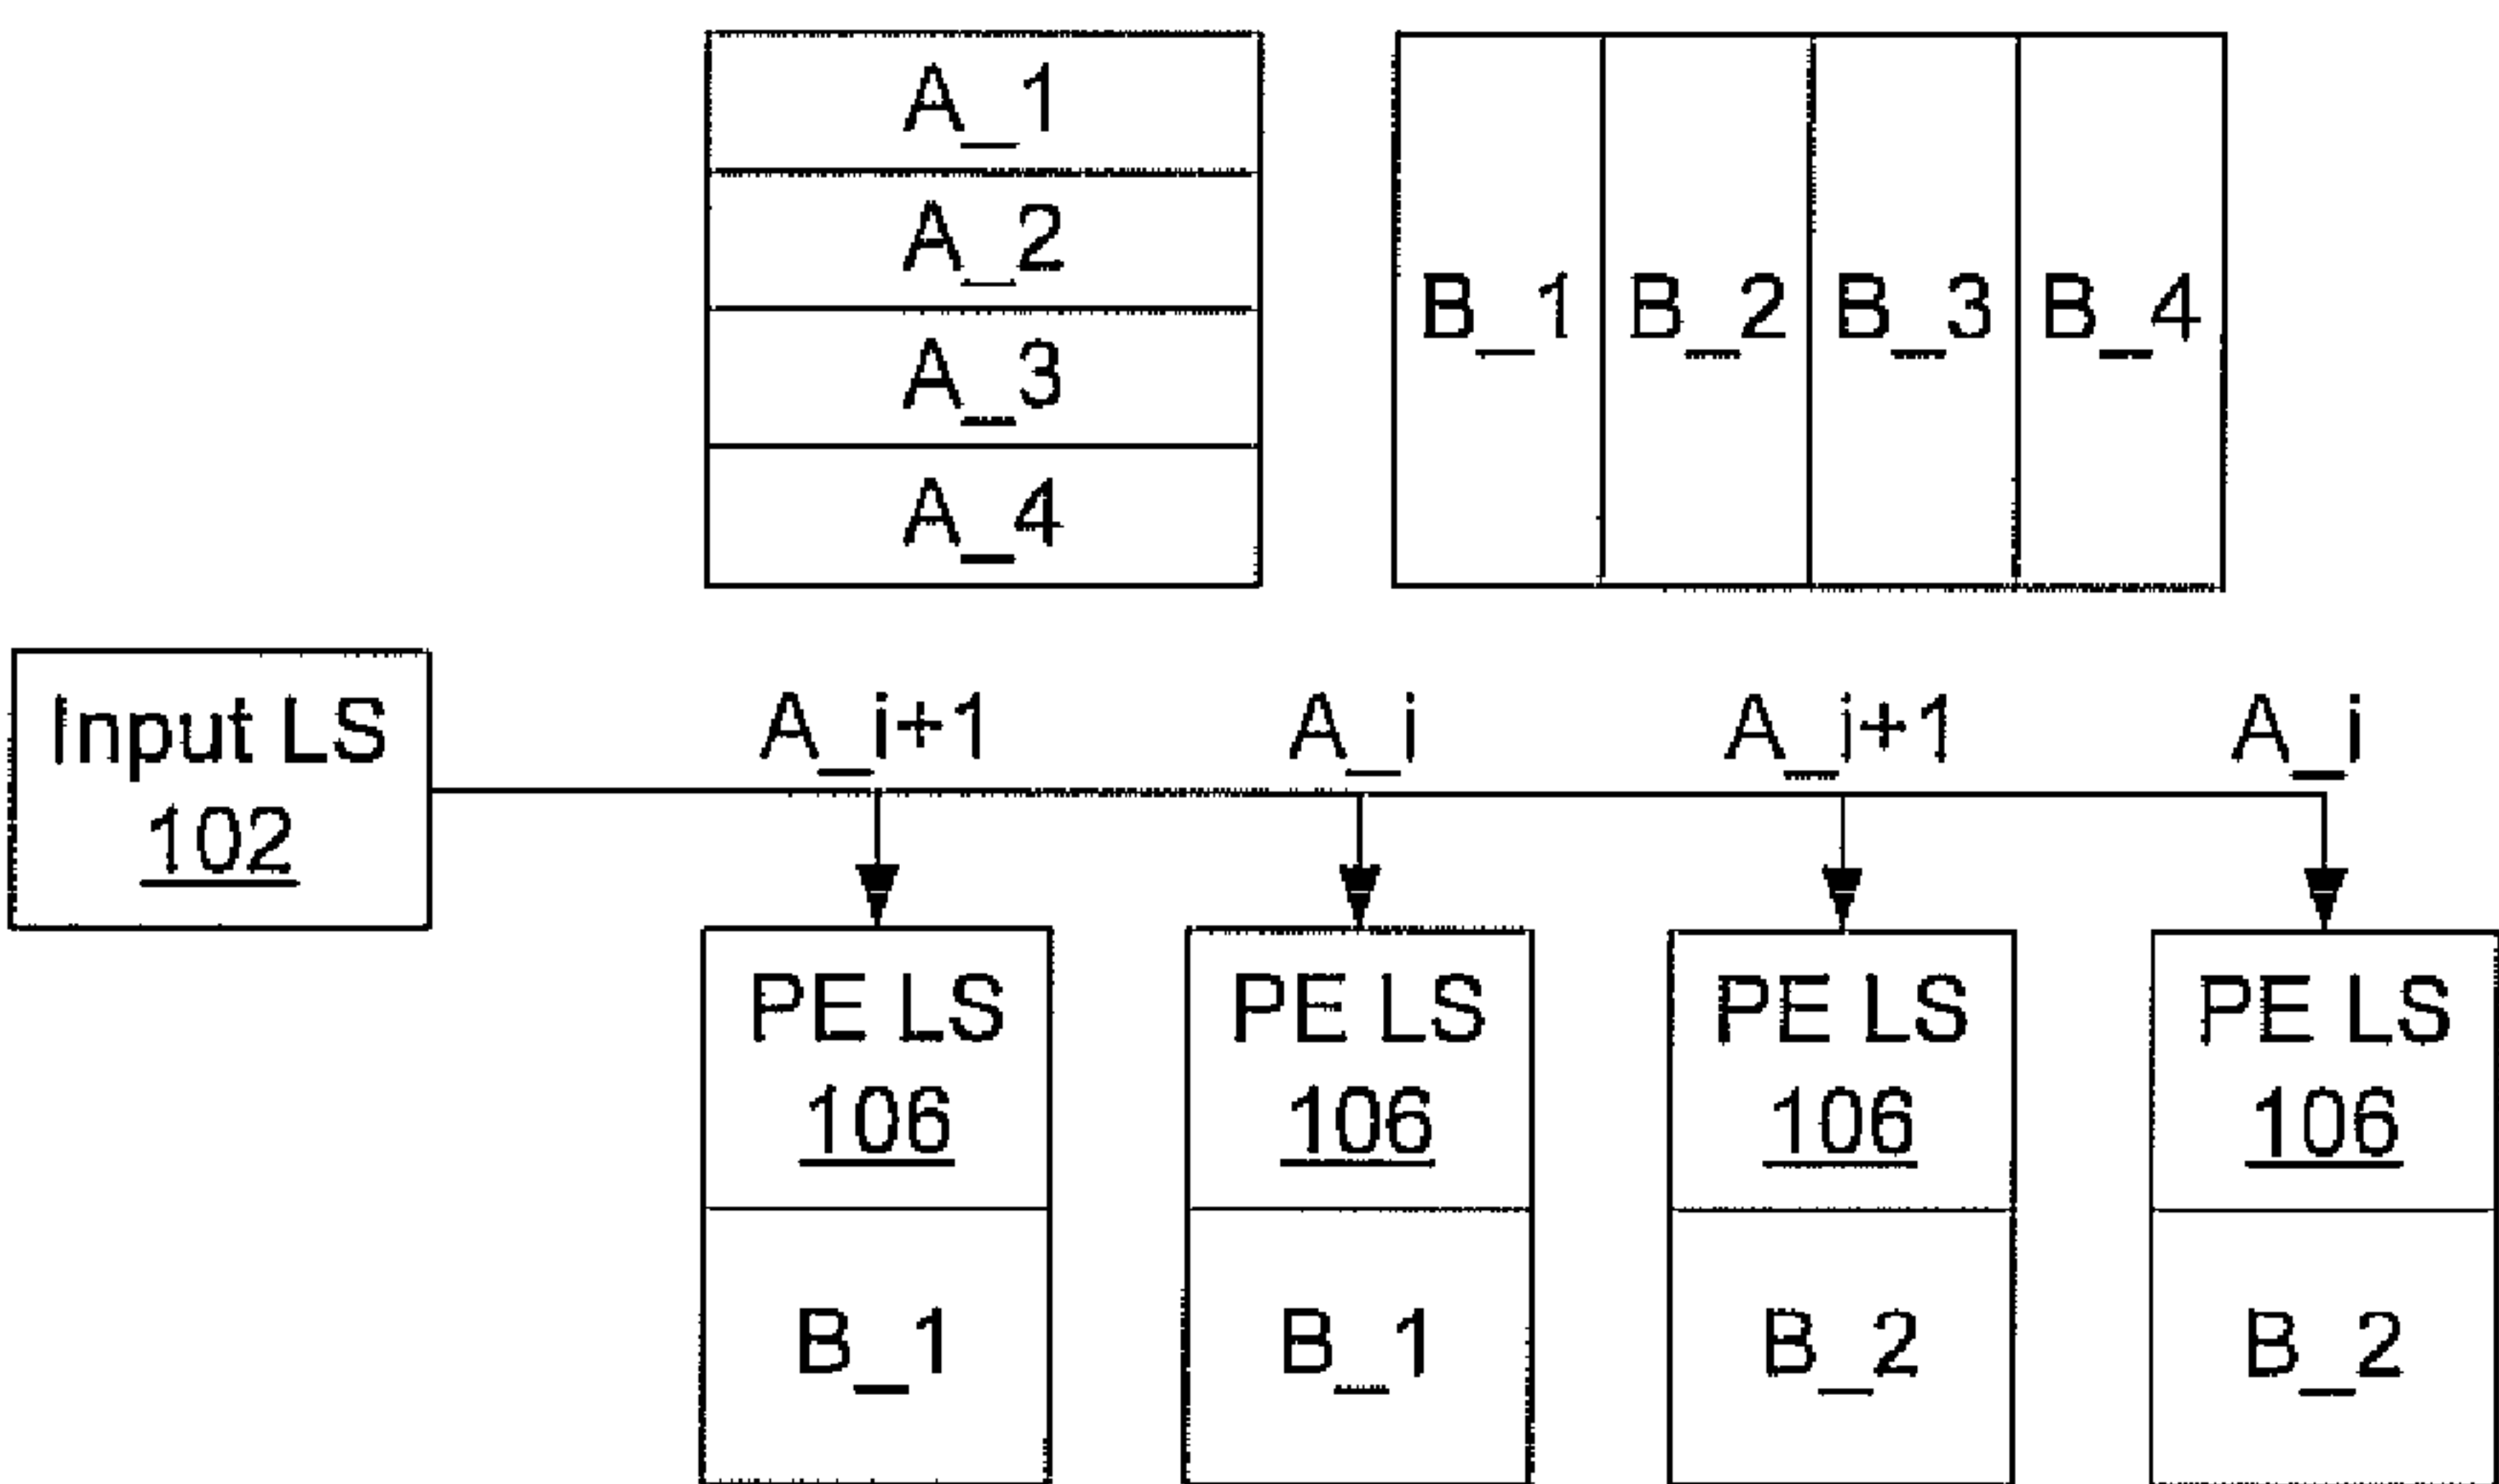 A_1
A_2
A_3
A_4
B_1 B_2 B_3 B_4
Input LS
102
A_i+1 A_i A_i+1 A_i
PE LS PE LS PE LS PE LS
106 106 106 106
B_1 B_1 B_2 B_2